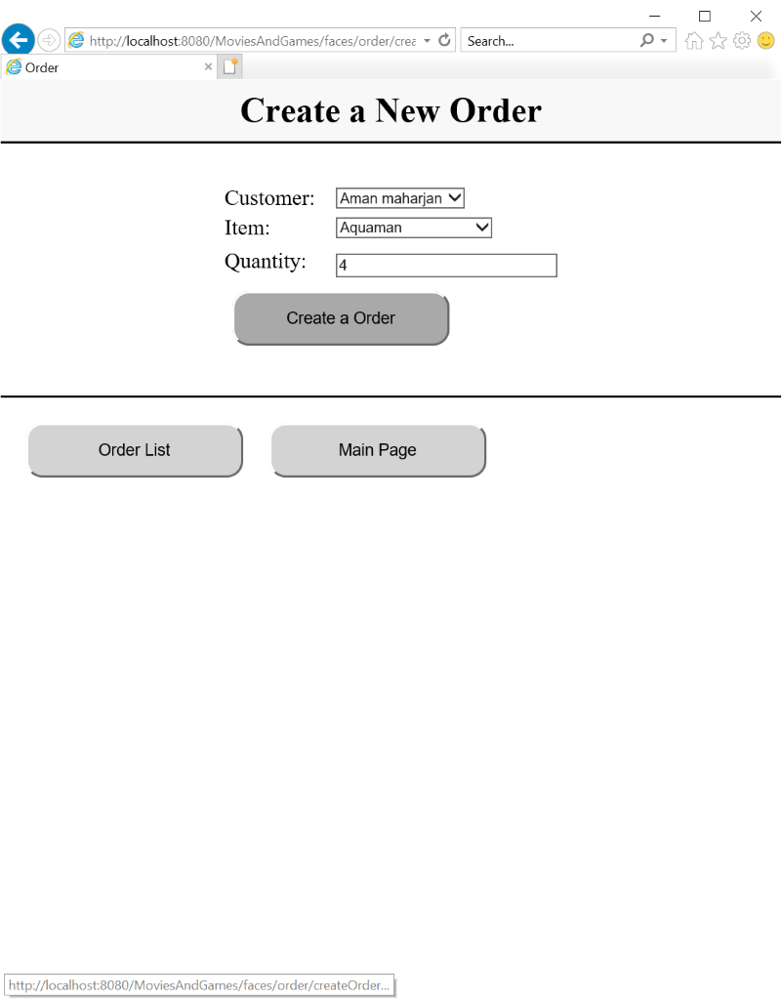 http://localhost:8080/MoviesAndGames/faces/order/crea
Search...
Order
Create a New Order
Customer: Aman maharjan
Item: Aquaman
Quantity: 4
Create a Order
Order List Main Page
http://localhost:8080/MoviesAndGames/faces/order/createOrder...